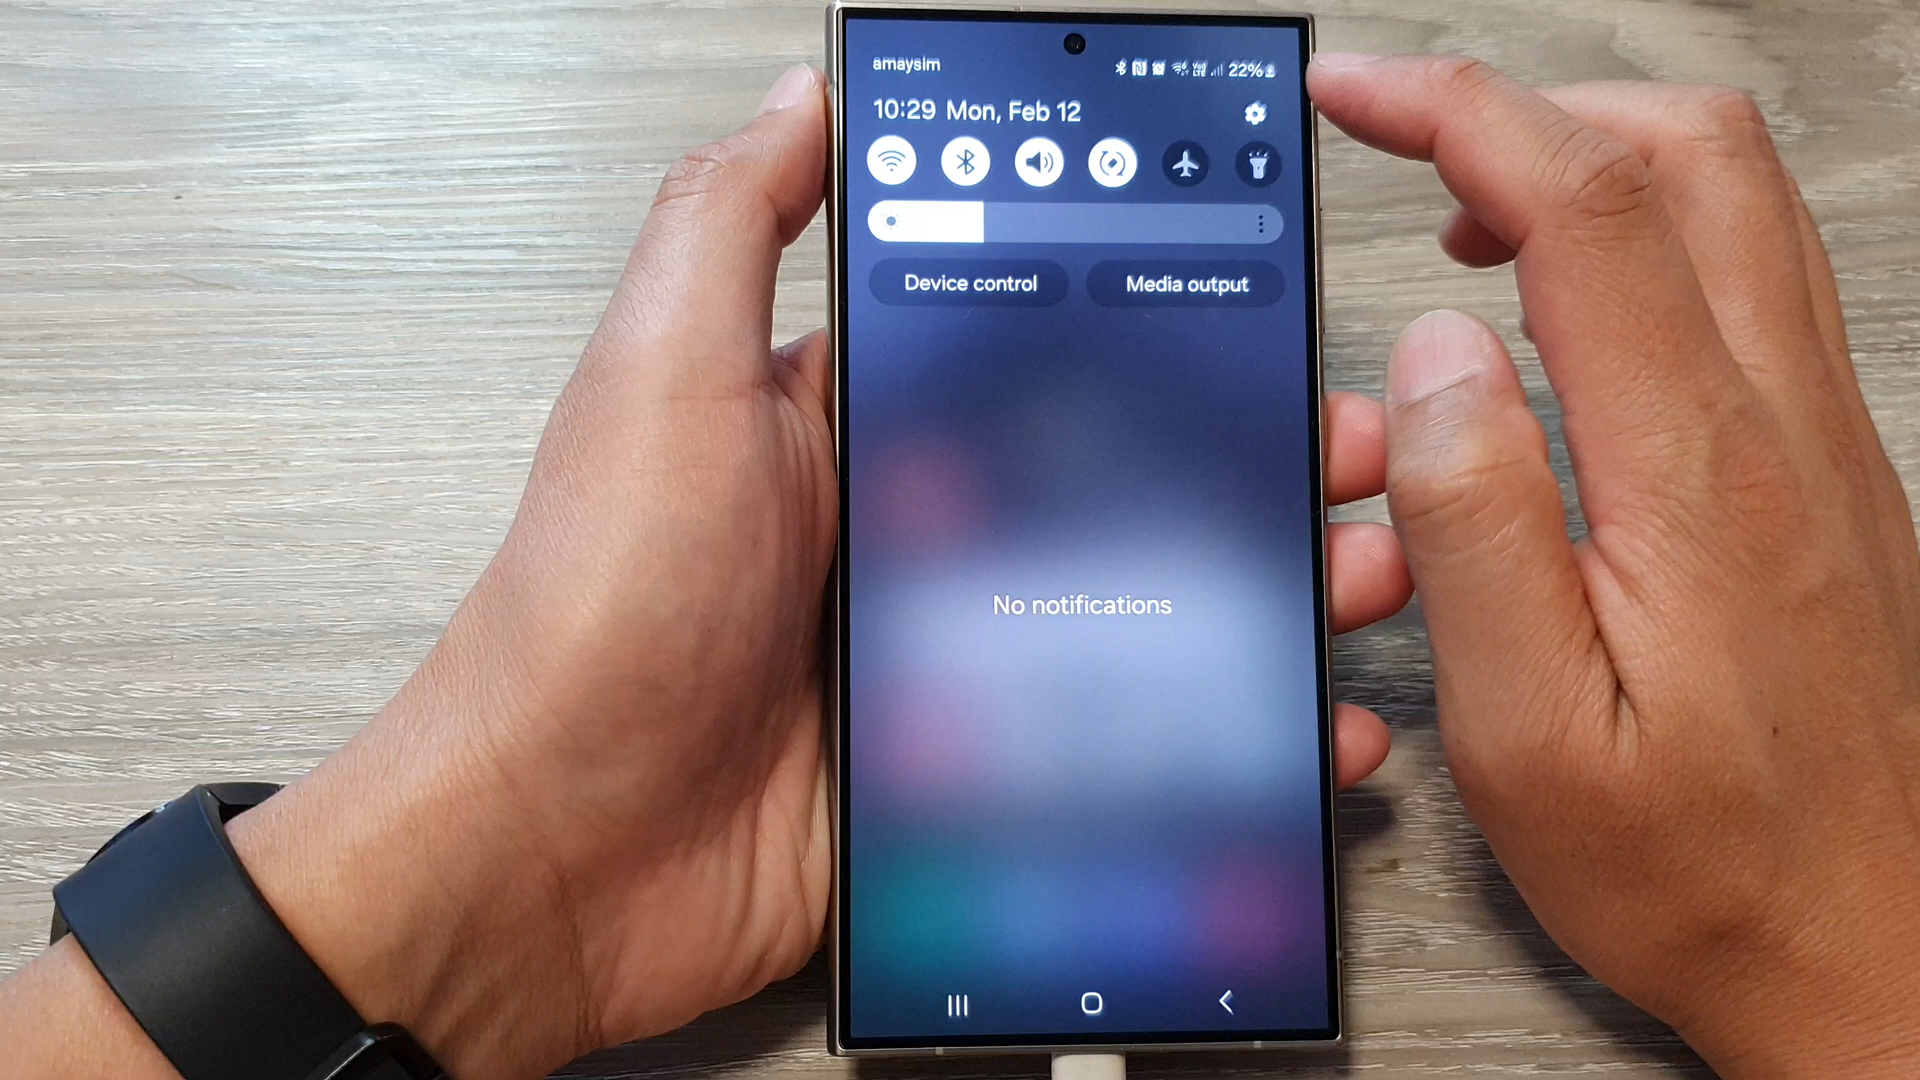 amaysim
22%
10:29 Mon, Feb 12
Device control
Media output
No notifications